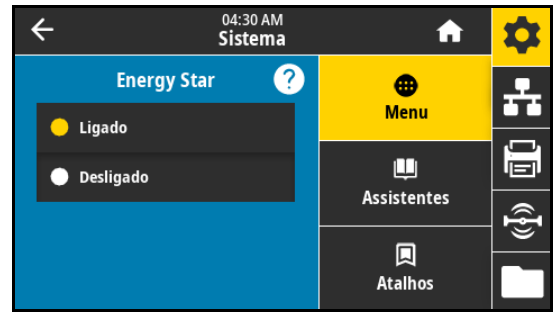 04:30 AM
Sistema
Energy Star
?
Ligado
Desligado
Menu
Assistentes
Atalhos